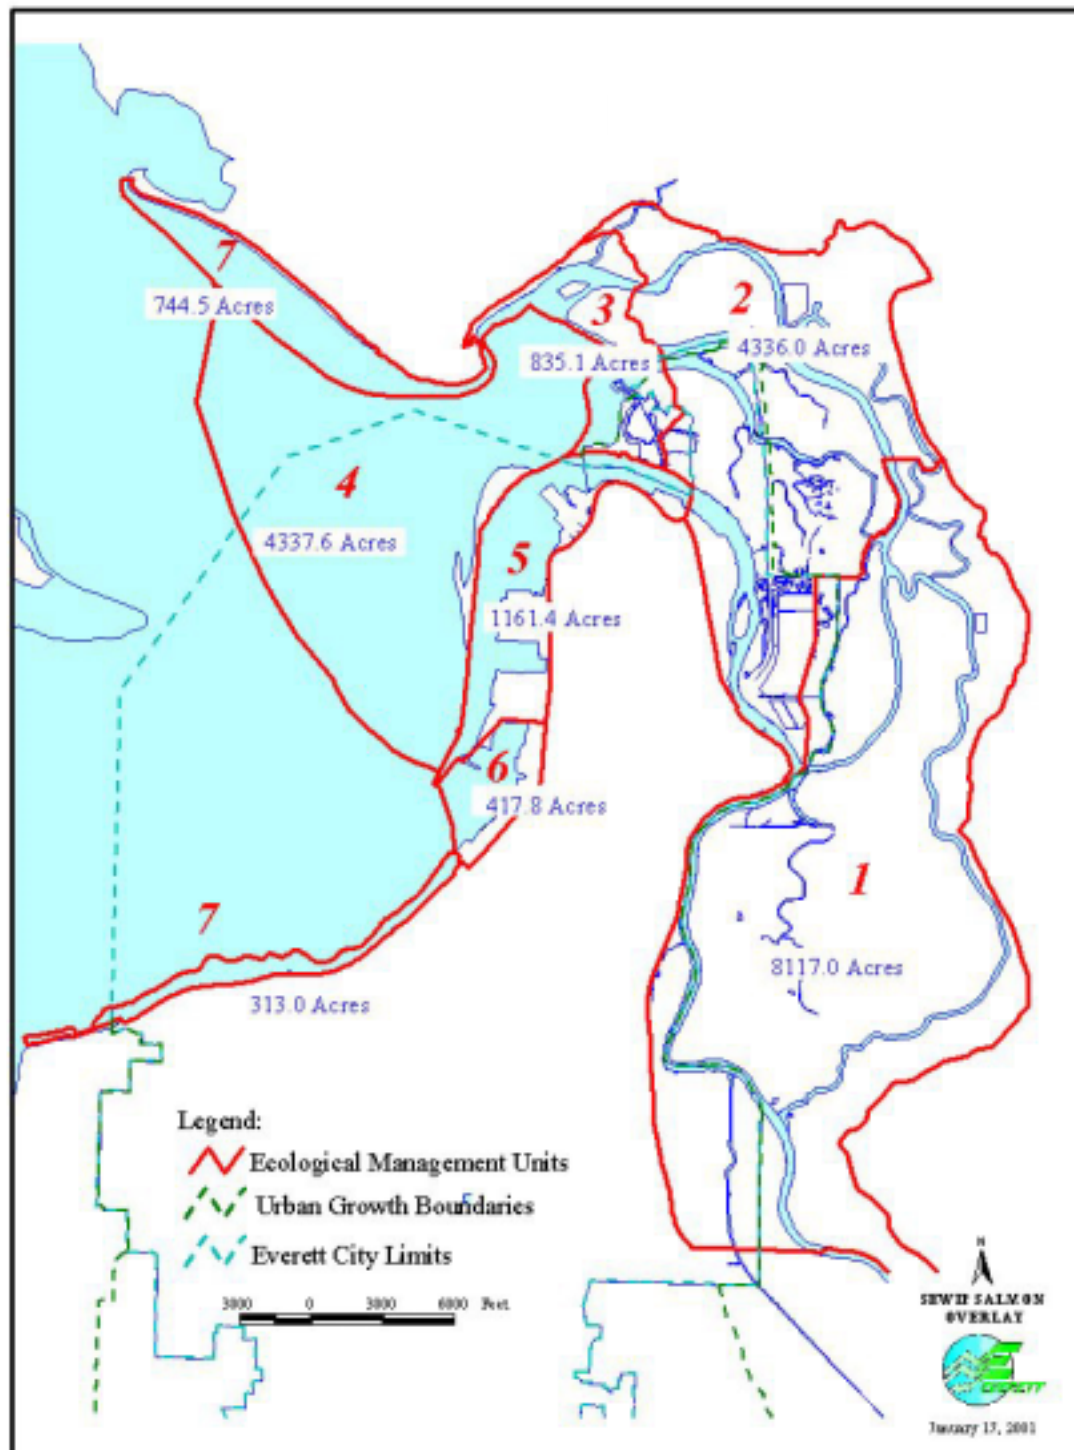 7
744.5 Acres
2
3
4336.0 Acres
835.1 Acres
4
4337.6 Acres
5
1161.4 Acres
6
417.8 Acres
1
7
8117.0 Acres
313.0 Acres
Legend:
Ecological Management Units
Urban Growth Boundaries
Everett City Limits
3000 0 3000 6000 Feet
N
SEWIP SALMON
OVERLAY
EVERETT
January 17, 2001